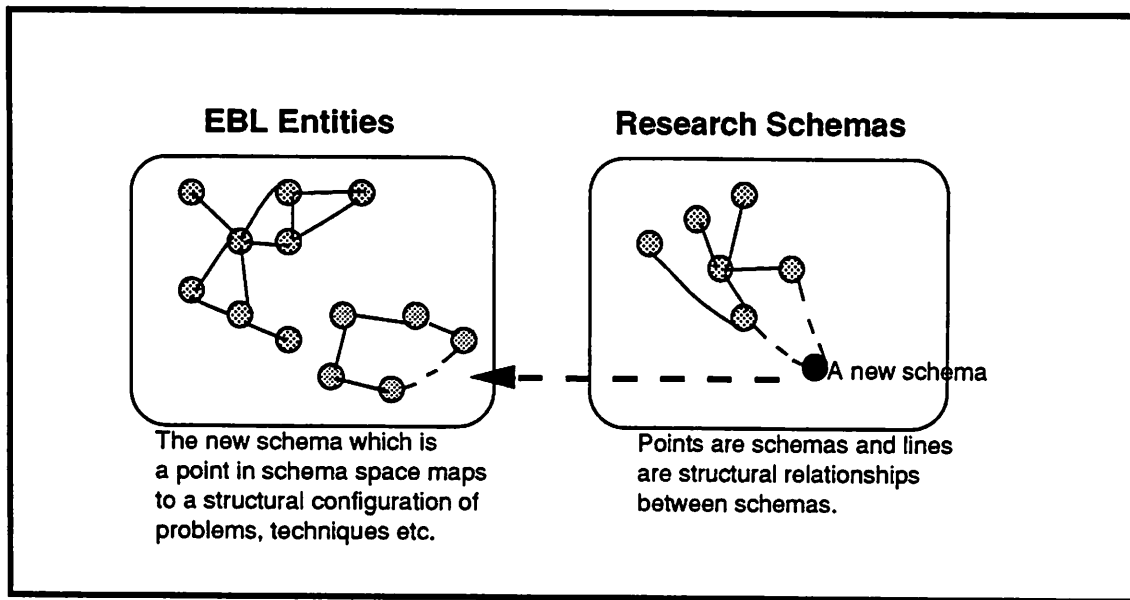 EBL Entities
Research Schemas
A new schema
The new schema which is
a point in schema space maps
to a structural configuration of
problems, techniques etc.
Points are schemas and lines
are structural relationships
between schemas.